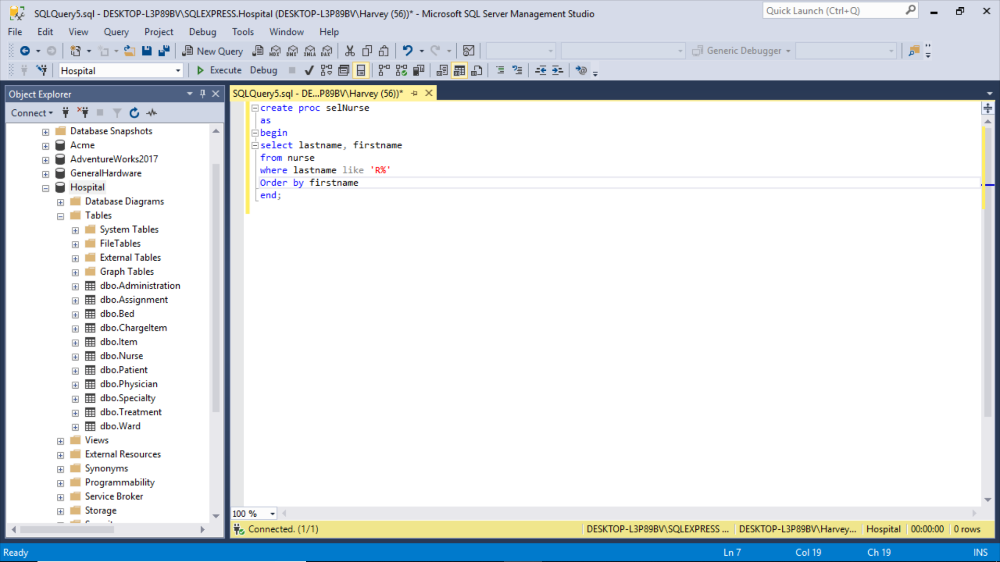 SQLQuery5.sql - DESKTOP-L3P89BV\SQLEXPRESS.Hospital (DESKTOP-L3P89BV\Harvey (56))* - Microsoft SQL Server Management Studio
Quick Launch (Ctrl+Q)
File Edit View Query Project Debug Tools Window Help
New Query MDX DMX XMLA DAX Generic Debugger
Hospital Execute Debug
Object Explorer
Connect
Database Snapshots
Acme
AdventureWorks2017
GeneralHardware
Hospital
Database Diagrams
Tables
System Tables
FileTables
External Tables
Graph Tables
dbo.Administration
dbo.Assignment
dbo.Bed
dbo.ChargeItem
dbo.Item
dbo.Nurse
dbo.Patient
dbo.Physician
dbo.Specialty
dbo.Treatment
dbo.Ward
Views
External Resources
Synonyms
Programmability
Service Broker
Storage
SQLQuery5.sql - DE...P89BV\Harvey (56))*
create proc selNurse
as
begin
select lastname, firstname
from nurse
where lastname like 'R%'
Order by firstname
end;
100 %
Connected. (1/1) DESKTOP-L3P89BV\SQLEXPRESS ... DESKTOP-L3P89BV\Harvey... Hospital 00:00:00 0 rows
Ready Ln 7 Col 19 Ch 19 INS